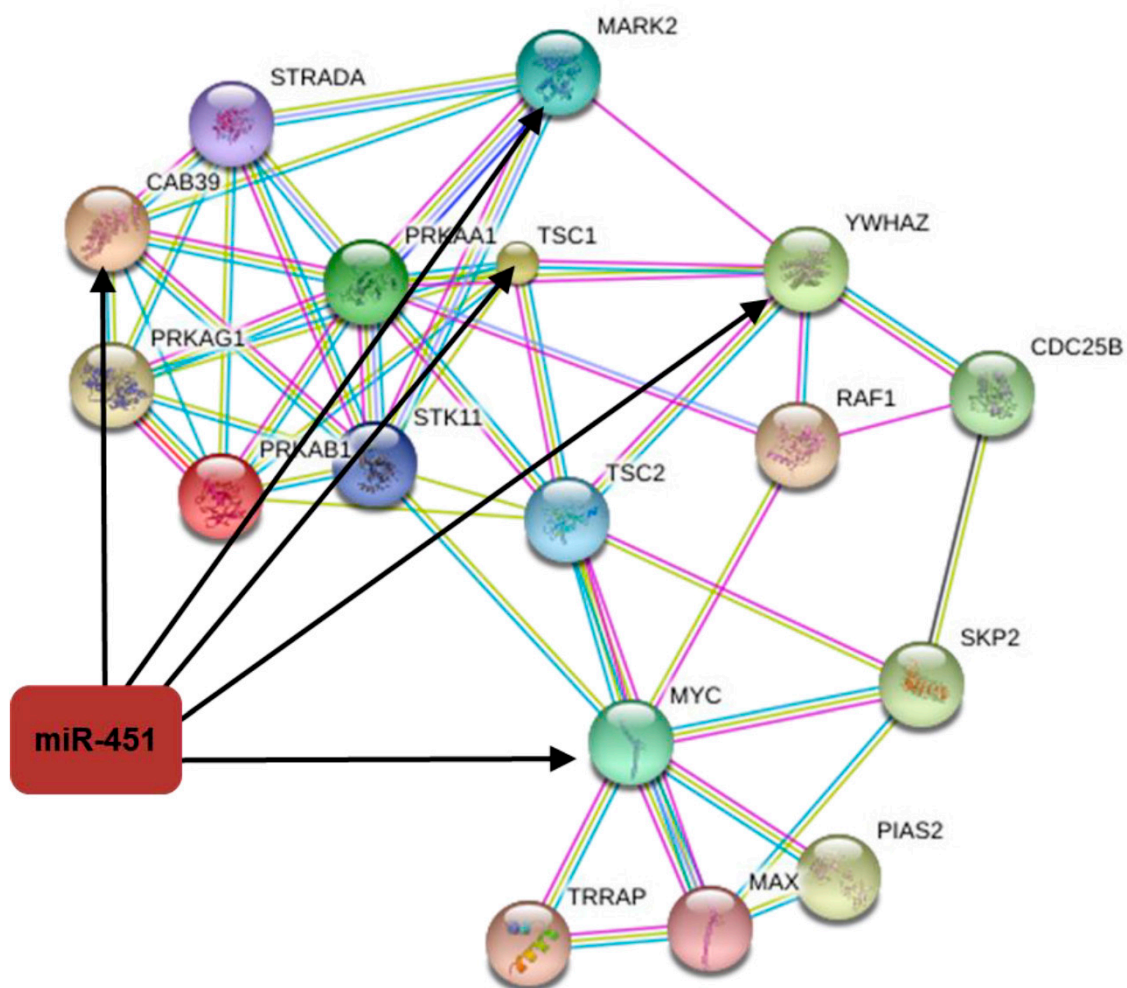 MARK2
STRADA
CAB39
YWHAZ
PRKAA1
TSC1
PRKAG1
CDC25B
RAF1
STK11
PRKAB1
TSC2
SKP2
MYC
miR-451
PIAS2
MAX
TRRAP